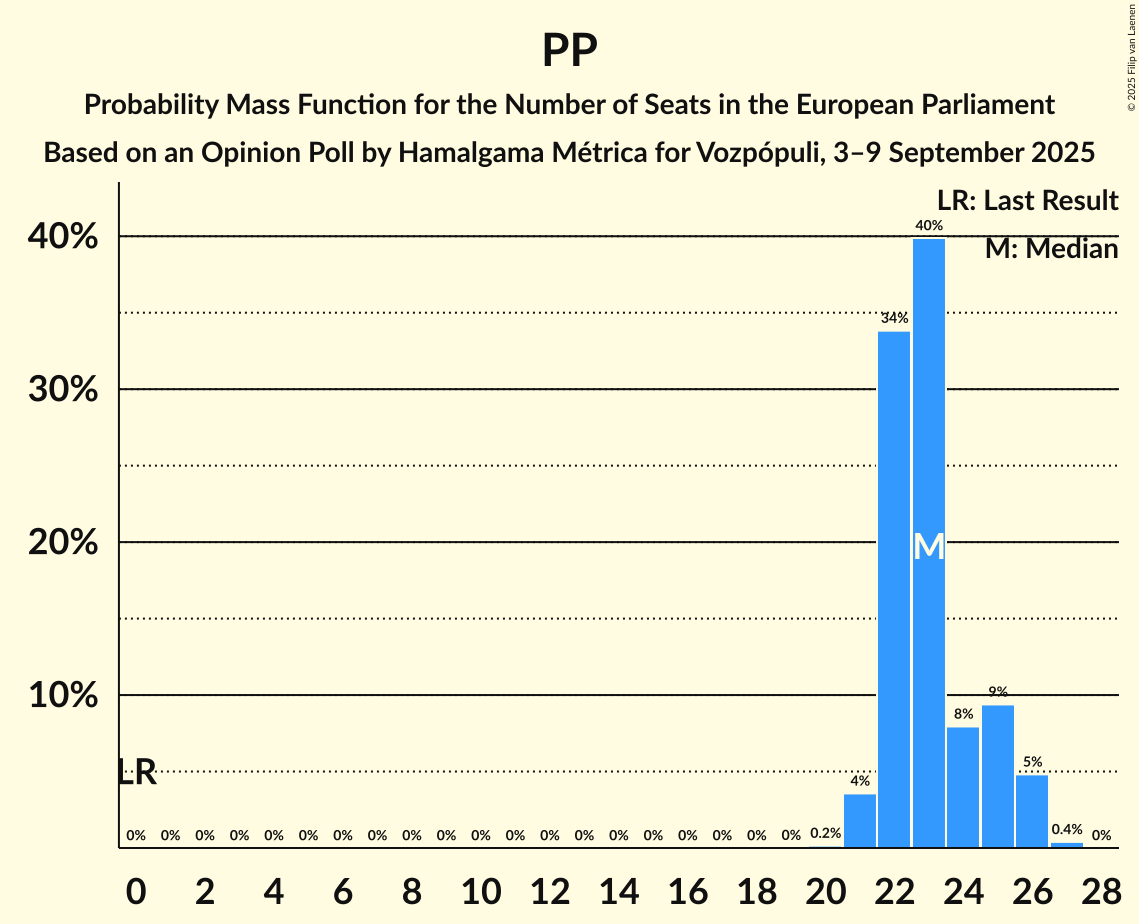 PP
Probability Mass Function for the Number of Seats in the European Parliament
Based on an Opinion Poll by Hamalgama Métrica for Vozpópuli, 3–9 September 2025
© 2025 Filip van Laenen
LR: Last Result
M: Median
40%
30%
20%
10%
40%
34%
M
9%
8%
5%
4%
LR
0% 0% 0% 0% 0% 0% 0% 0% 0% 0% 0% 0% 0% 0% 0% 0% 0% 0% 0% 0% 0.2% 0.4% 0%
0 2 4 6 8 10 12 14 16 18 20 22 24 26 28